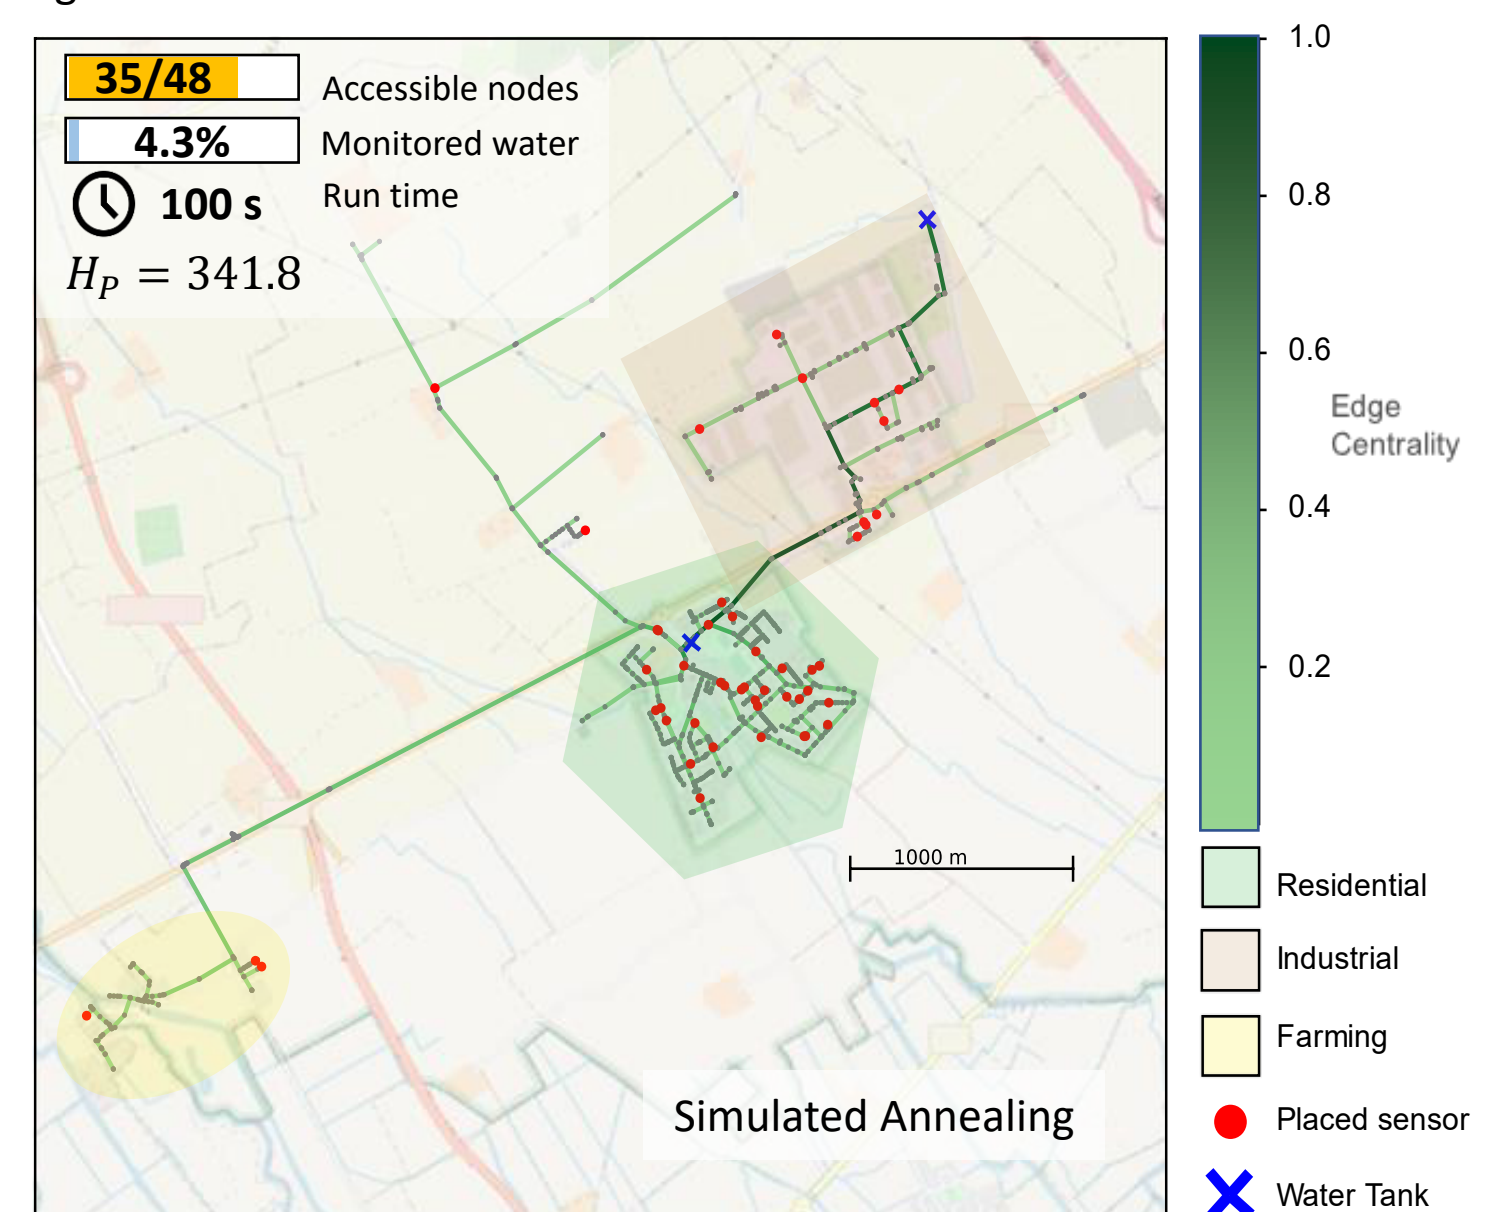 35/48 Accessible nodes
4.3% Monitored water
100 s Run time
H_P = 341.8
1000 m
Simulated Annealing
1.0
0.8
0.6
0.4
0.2
Edge
Centrality
Residential
Industrial
Farming
Placed sensor
Water Tank